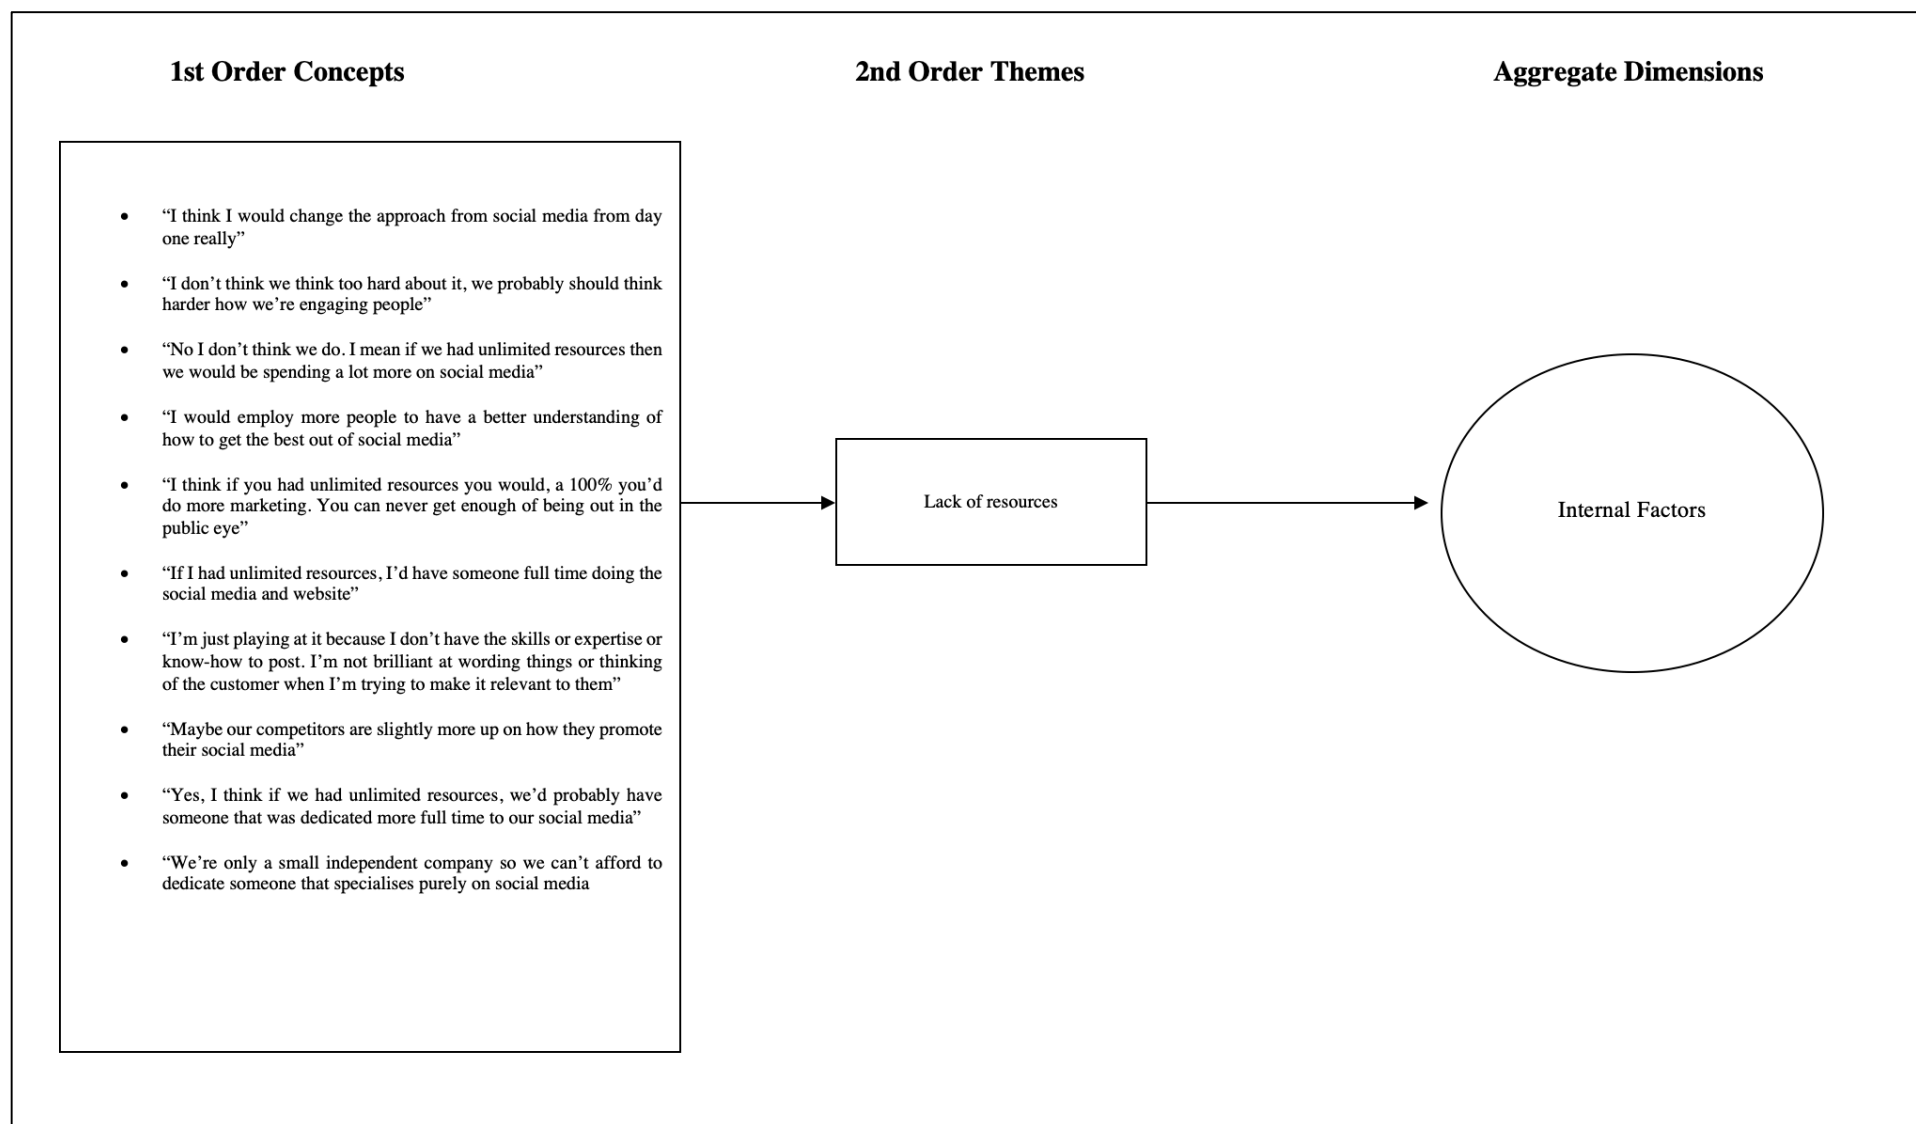 1st Order Concepts
2nd Order Themes
Aggregate Dimensions
• “I think I would change the approach from social media from day
one really”
• “I don’t think we think too hard about it, we probably should think
harder how we’re engaging people”
• “No I don’t think we do. I mean if we had unlimited resources then
we would be spending a lot more on social media”
• “I would employ more people to have a better understanding of
how to get the best out of social media”
• “I think if you had unlimited resources you would, a 100% you’d
do more marketing. You can never get enough of being out in the
public eye”
• “If I had unlimited resources, I’d have someone full time doing the
social media and website”
• “I’m just playing at it because I don’t have the skills or expertise or
know-how to post. I’m not brilliant at wording things or thinking
of the customer when I’m trying to make it relevant to them”
• “Maybe our competitors are slightly more up on how they promote
their social media”
• “Yes, I think if we had unlimited resources, we’d probably have
someone that was dedicated more full time to our social media”
• “We’re only a small independent company so we can’t afford to
dedicate someone that specialises purely on social media
Lack of resources
Internal Factors